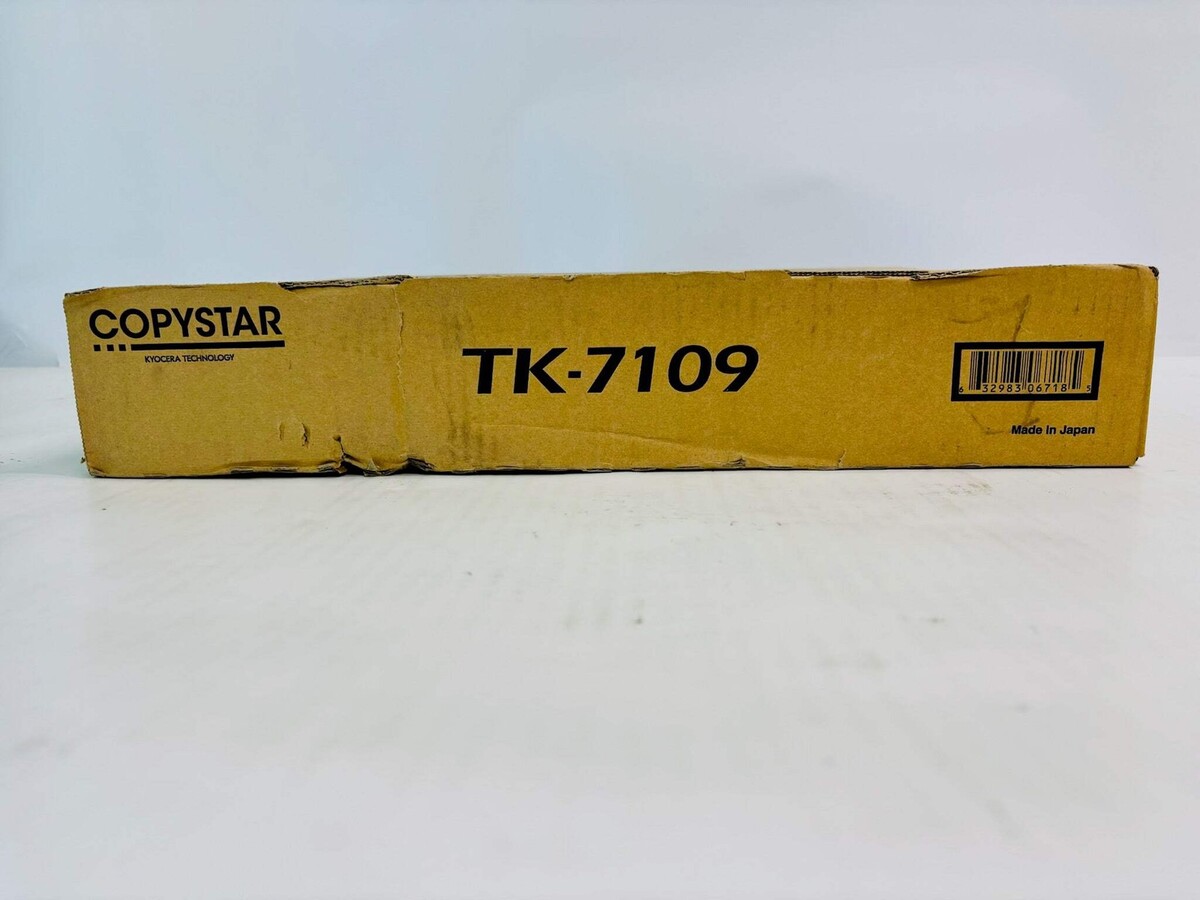 COPYSTAR
KYOCERA TECHNOLOGY
TK-7109
6 32983 06718 5
Made in Japan